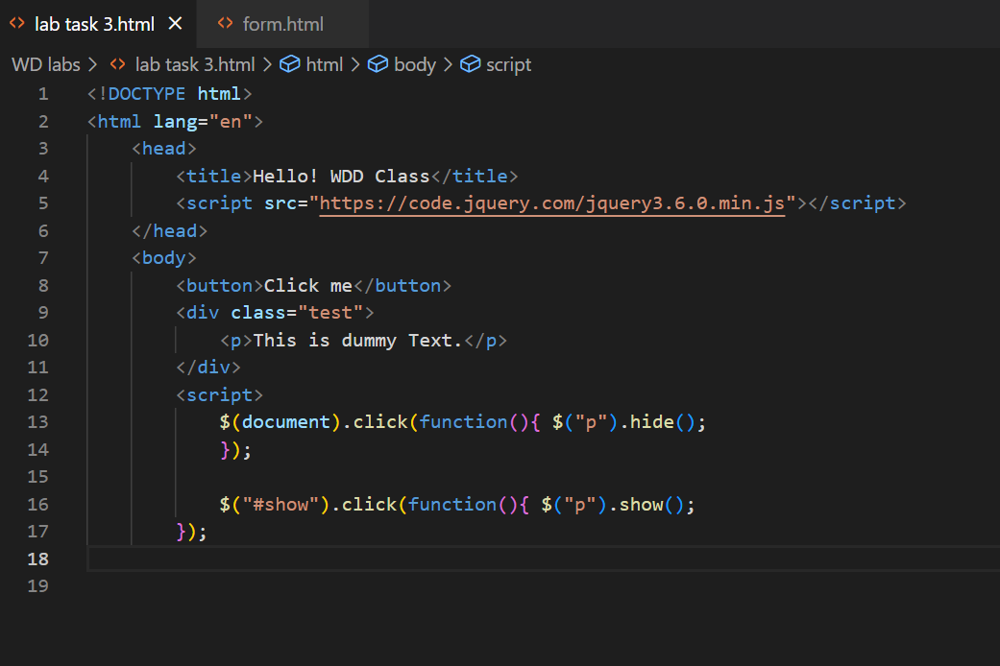 lab task 3.html × form.html
WD labs > lab task 3.html > html > body > script
1 <!DOCTYPE html>
2 <html lang="en">
3 <head>
4 <title>Hello! WDD Class</title>
5 <script src="https://code.jquery.com/jquery3.6.0.min.js"></script>
6 </head>
7 <body>
8 <button>Click me</button>
9 <div class="test">
10 <p>This is dummy Text.</p>
11 </div>
12 <script>
13 $(document).click(function(){ $("p").hide();
14 });
15
16 $("#show").click(function(){ $("p").show();
17 });
18
19